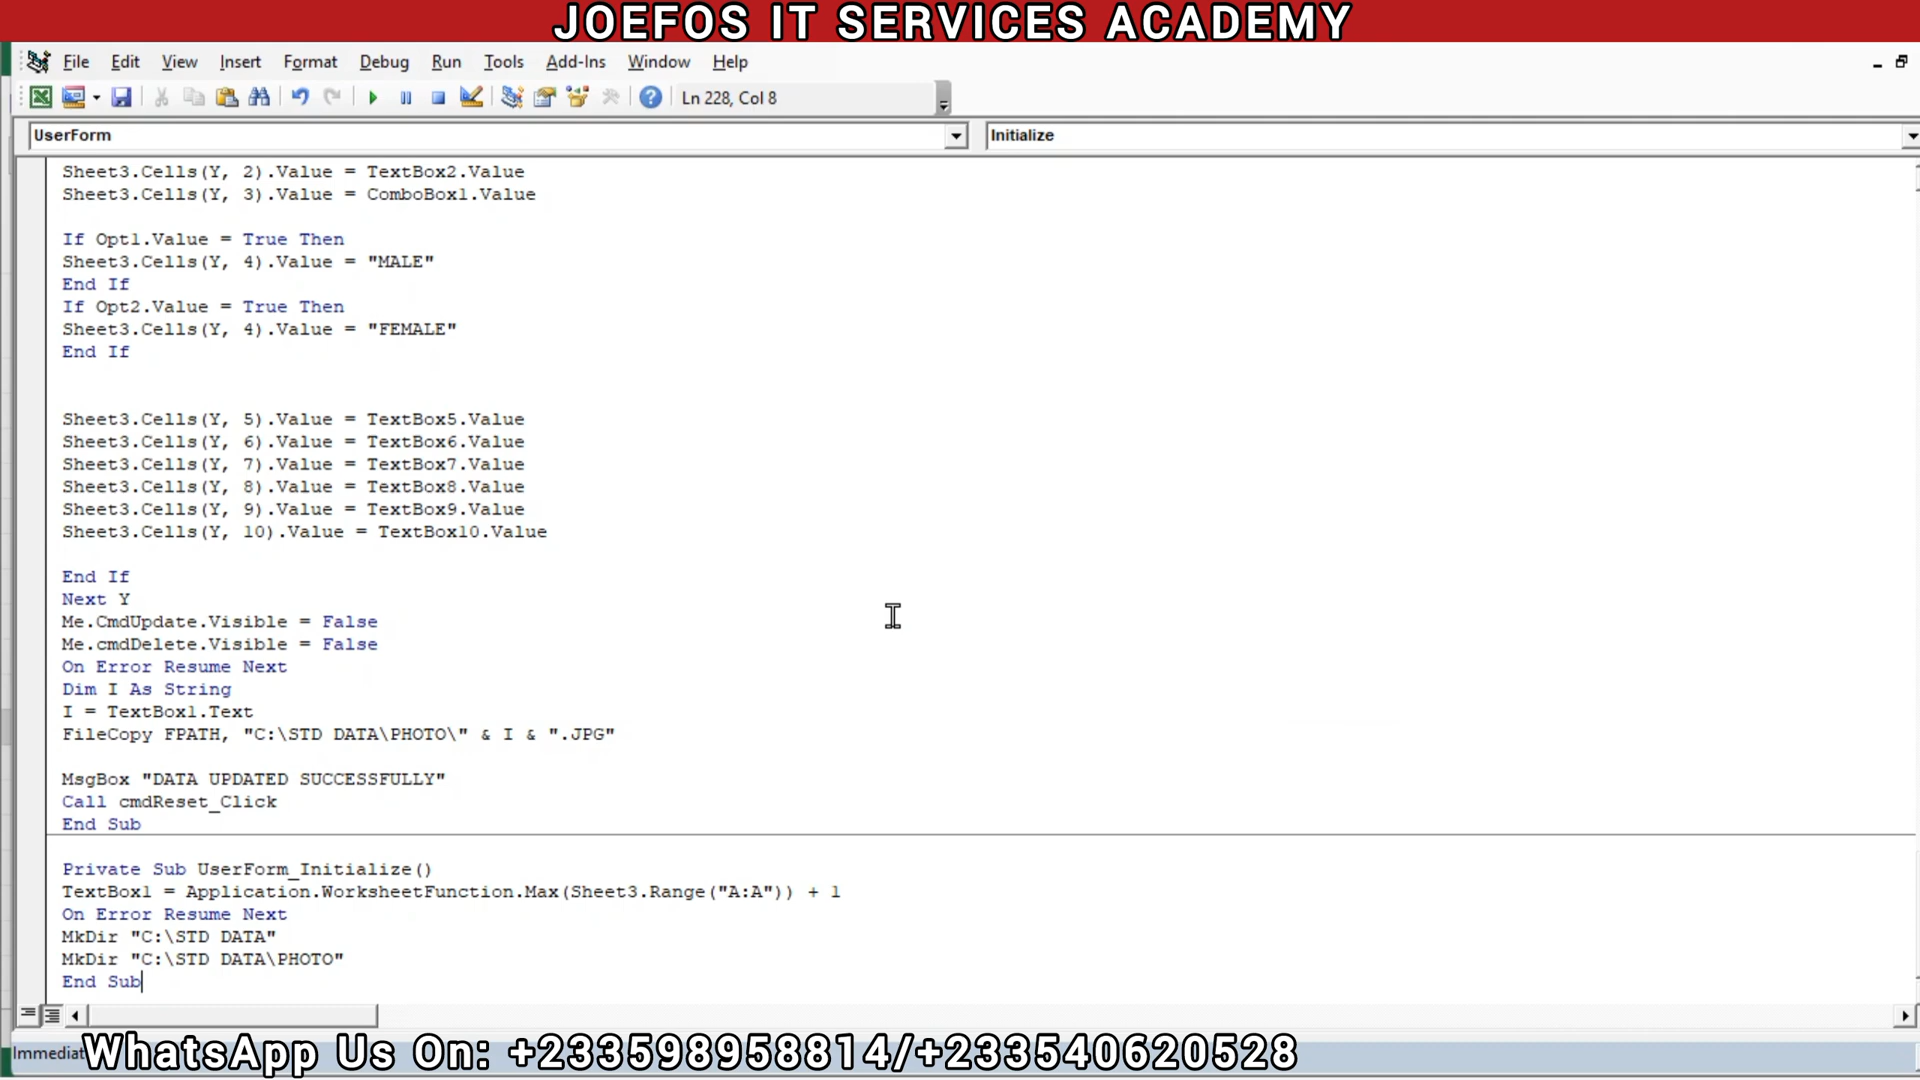 JOEFOS IT SERVICES ACADEMY
File Edit View Insert Format Debug Run Tools Add-Ins Window Help
Ln 228, Col 8
UserForm Initialize
Sheet3.Cells(Y, 2).Value = TextBox2.Value
Sheet3.Cells(Y, 3).Value = ComboBox1.Value
If Opt1.Value = True Then
Sheet3.Cells(Y, 4).Value = "MALE"
End If
If Opt2.Value = True Then
Sheet3.Cells(Y, 4).Value = "FEMALE"
End If
Sheet3.Cells(Y, 5).Value = TextBox5.Value
Sheet3.Cells(Y, 6).Value = TextBox6.Value
Sheet3.Cells(Y, 7).Value = TextBox7.Value
Sheet3.Cells(Y, 8).Value = TextBox8.Value
Sheet3.Cells(Y, 9).Value = TextBox9.Value
Sheet3.Cells(Y, 10).Value = TextBox10.Value
End If
Next Y
Me.CmdUpdate.Visible = False
Me.cmdDelete.Visible = False
On Error Resume Next
Dim I As String
I = TextBox1.Text
FileCopy FPATH, "C:\STD DATA\PHOTO\" & I & ".JPG"
MsgBox "DATA UPDATED SUCCESSFULLY"
Call cmdReset_Click
End Sub
Private Sub UserForm_Initialize()
TextBox1 = Application.WorksheetFunction.Max(Sheet3.Range("A:A")) + 1
On Error Resume Next
MkDir "C:\STD DATA"
MkDir "C:\STD DATA\PHOTO"
End Sub
WhatsApp Us On: +233598958814/+233540620528